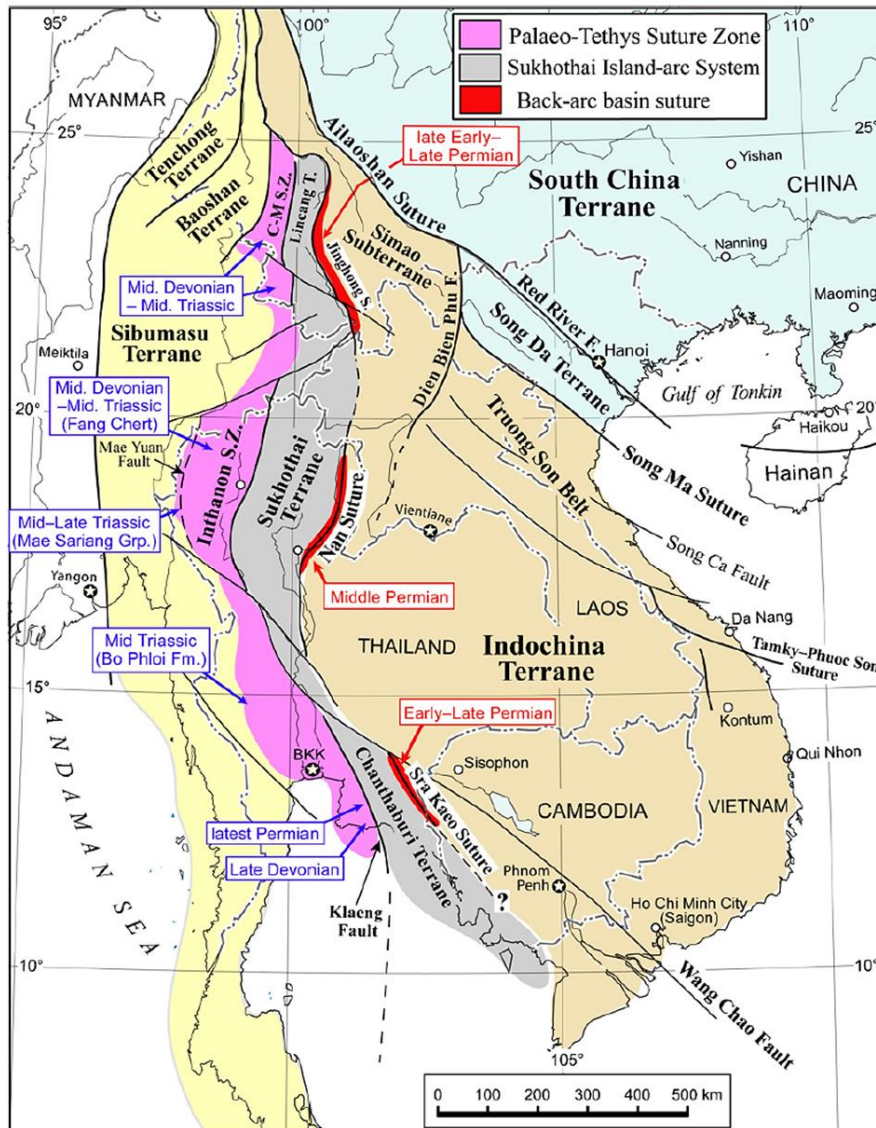 95°
100°
110°
Palaeo-Tethys Suture Zone
Sukhothai Island-arc System
Back-arc basin suture
MYANMAR
25°
25°
Tenchong
Terrane
Baoshan
Terrane
C-M S.Z.
Lincang T.
late Early–
Late Permian
Ailaoshan Suture
South China
Terrane
Yishan
CHINA
Nanning
Maoming
Simao
Subterrane
Jinghong S.
Mid. Devonian
– Mid. Triassic
Dien Bien Phu F.
Red River F.
Song Da Terrane
Hanoi
Sibumasu
Terrane
Meiktila
Gulf of Tonkin
Mid. Devonian
–Mid. Triassic
(Fang Chert)
20°
20°
Haikou
Hainan
Mae Yuan
Fault
Inthanon S.Z.
Sukhothai
Terrane
Truong Son Belt
Song Ma Suture
Nan Suture
Vientiane
Mid–Late Triassic
(Mae Sariang Grp.)
Song Ca Fault
Yangon
Middle Permian
LAOS
Da Nang
Mid Triassic
(Bo Phloi Fm.)
THAILAND
Indochina
Terrane
Tamky–Phuoc Son
Suture
15°
Kontum
Early–Late Permian
BKK
Sisophon
Qui Nhon
ANDAMAN SEA
Sra Kaeo Suture
CAMBODIA
VIETNAM
latest Permian
Late Devonian
Chanthaburi Terrane
Phnom
Penh
?
Klaeng
Fault
Ho Chi Minh City
(Saigon)
10°
10°
Wang Chao Fault
105°
0 100 200 300 400 500 km